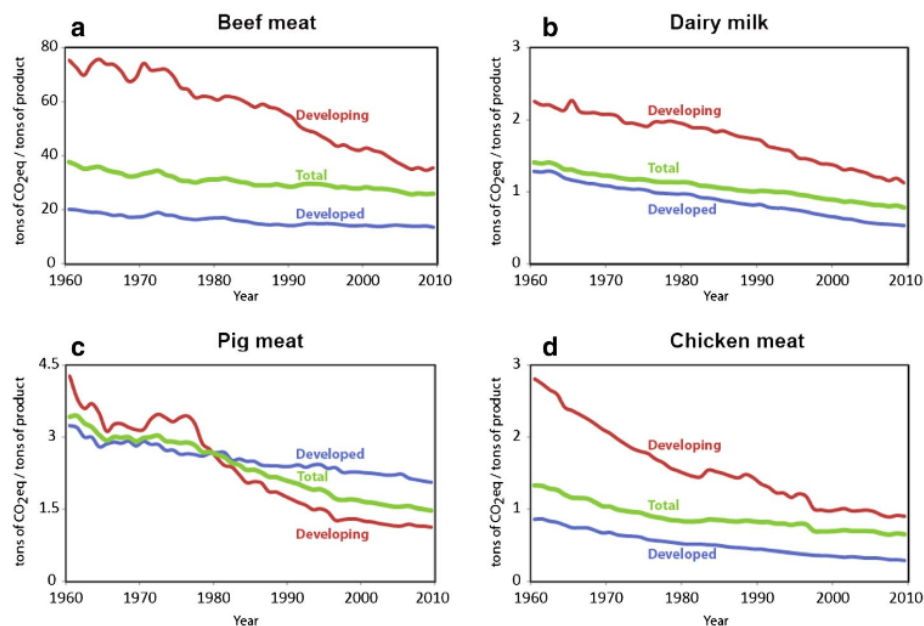 a Beef meat
tons of CO2eq / tons of product
80
60
40
20
0
Developing
Total
Developed
1960 1970 1980 1990 2000 2010
Year
b Dairy milk
tons of CO2eq / tons of product
3
2
1
0
Developing
Total
Developed
1960 1970 1980 1990 2000 2010
Year
c Pig meat
tons of CO2eq / tons of product
4.5
3
1.5
0
Developed
Total
Developing
1960 1970 1980 1990 2000 2010
Year
d Chicken meat
tons of CO2eq / tons of product
3
2
1
0
Developing
Total
Developed
1960 1970 1980 1990 2000 2010
Year